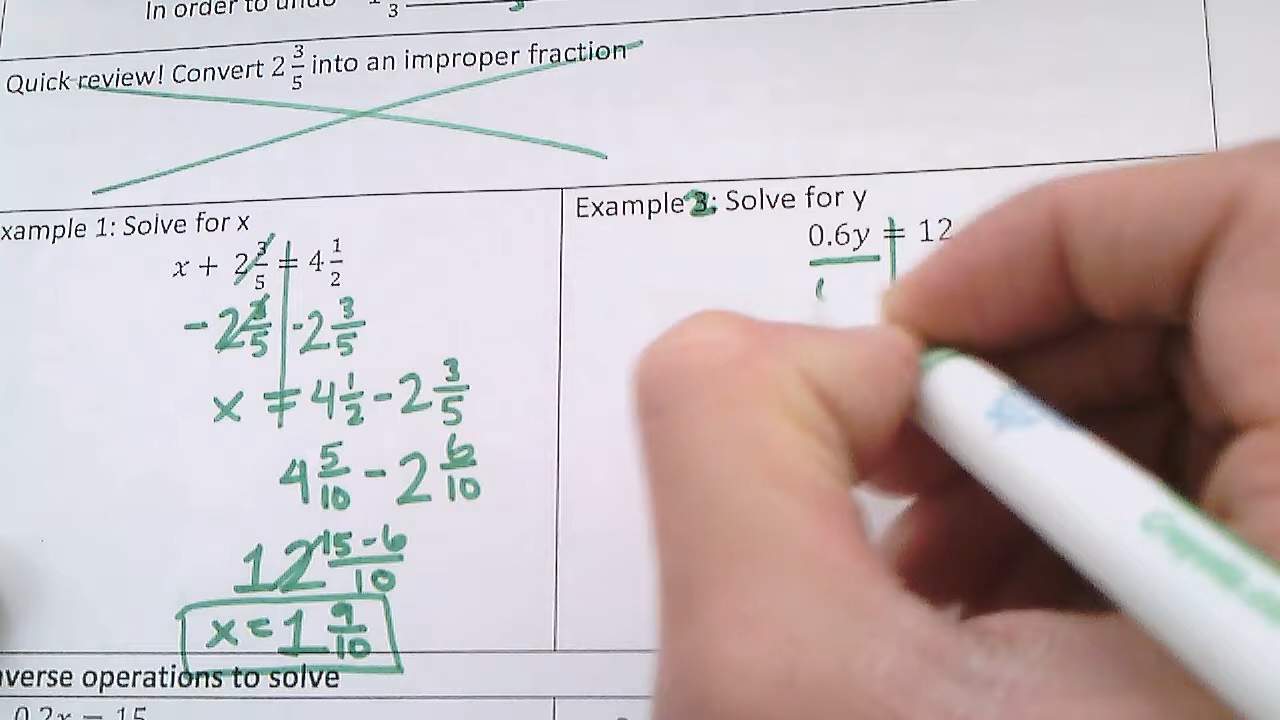 In order to undo 1/3
Quick review! Convert 2 3/5 into an improper fraction
xample 1: Solve for x
x + 2 3/5 = 4 1/2
- 2 3/5 - 2 3/5
x = 4 1/2 - 2 3/5
4 5/10 - 2 6/10
12 15-6/10
x = 1 9/10
Example 3: Solve for y
0.6y = 12
verse operations to solve
0.2x = 15